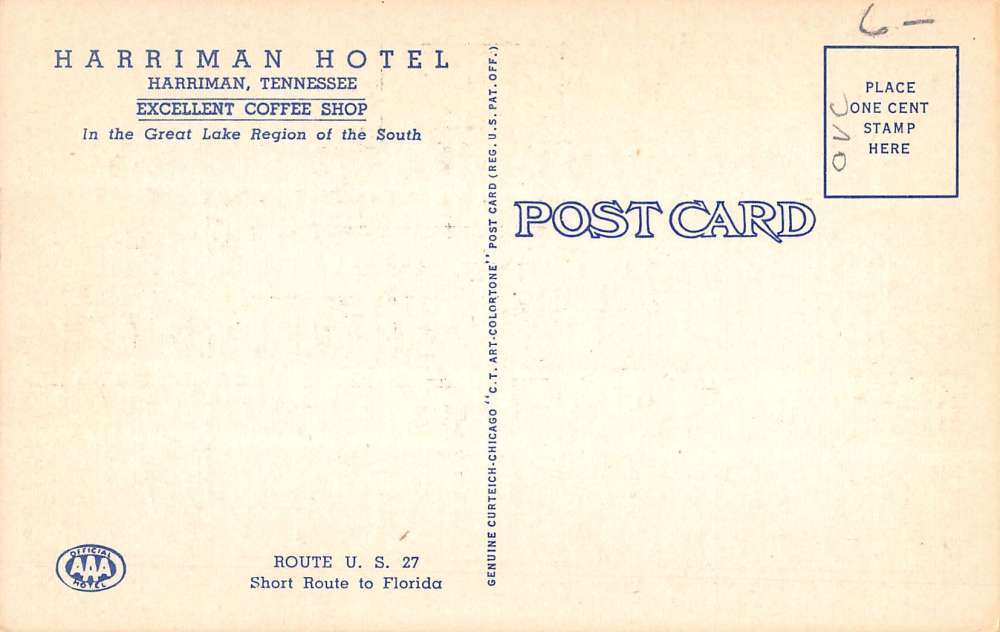 HARRIMAN HOTEL
HARRIMAN, TENNESSEE
EXCELLENT COFFEE SHOP
In the Great Lake Region of the South
OFFICIAL
AAA
HOTEL
ROUTE U. S. 27
Short Route to Florida
GENUINE CURTEICH-CHICAGO "C.T. ART-COLORTONE" POST CARD (REG. U.S. PAT. OFF.)
6 —
PLACE
ONE CENT
STAMP
HERE
POST CARD